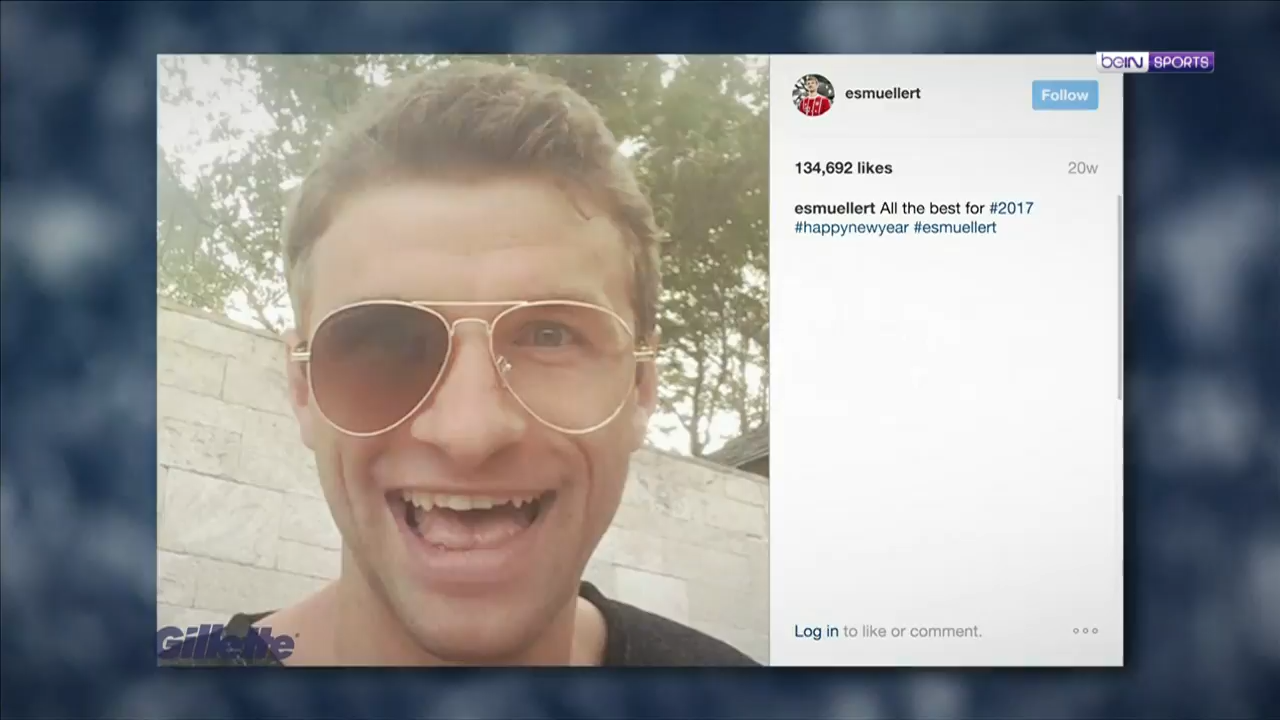 beIN SPORTS
esmuellert
Follow
134,692 likes
20w
esmuellert All the best for #2017
#happynewyear #esmuellert
Gillette
Log in to like or comment.